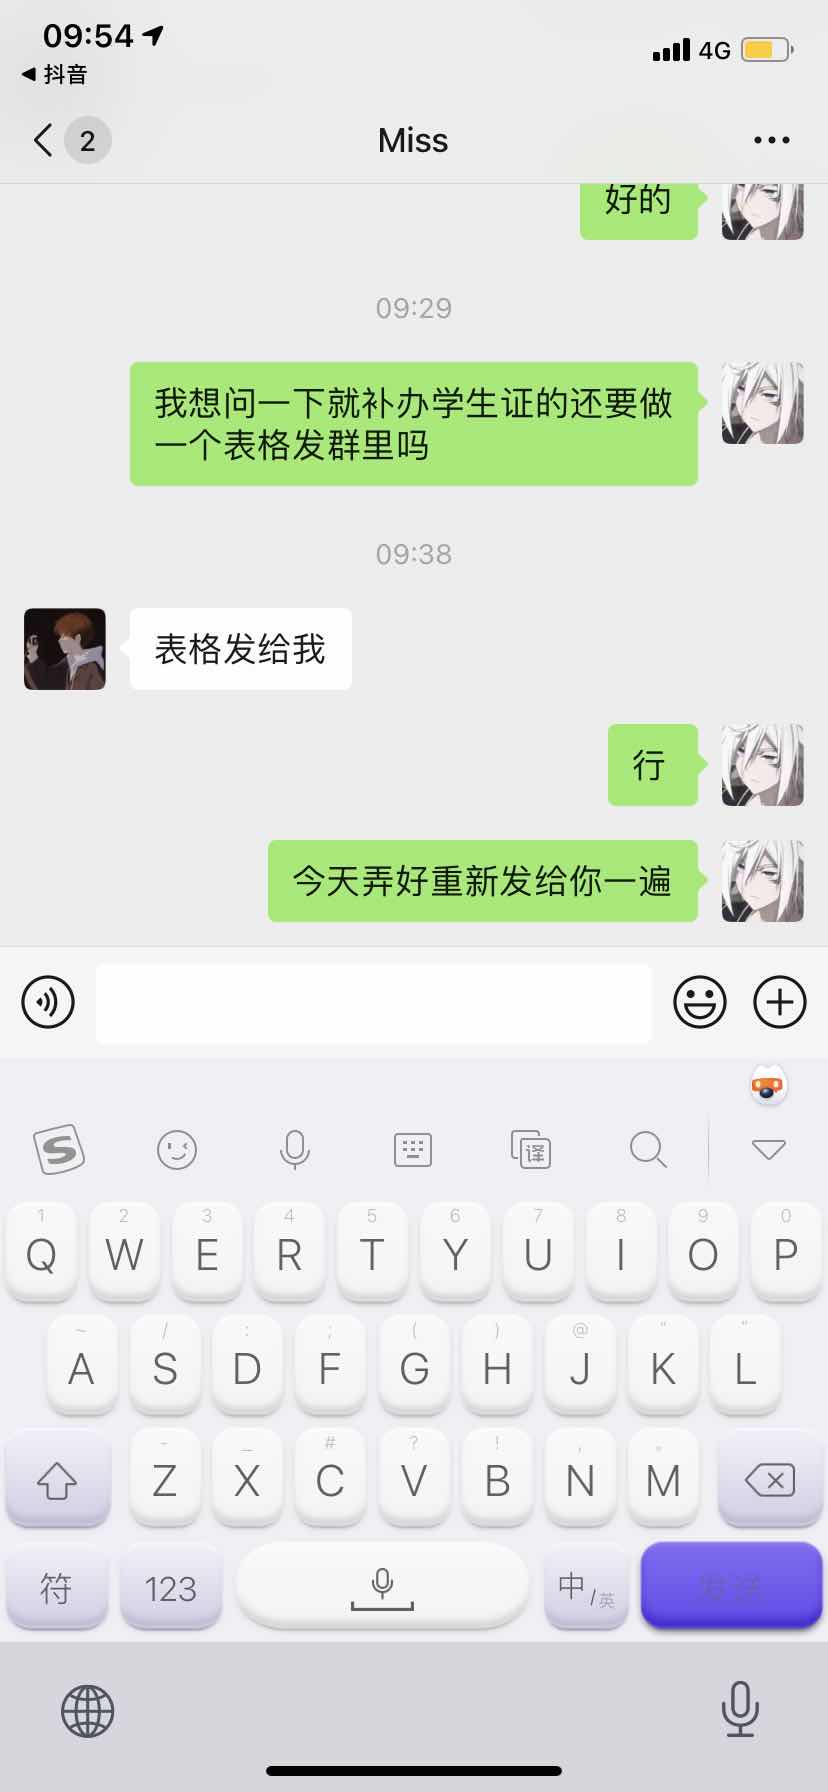 09:54
4G
抖音
2
Miss
好的
09:29
我想问一下就补办学生证的还要做
一个表格发群里吗
09:38
表格发给我
行
今天弄好重新发给你一遍
S
译
1 2 3 4 5 6 7 8 9 0
Q W E R T Y U I O P
~ / : ; ( ) @ “ ”
A S D F G H J K L
- _ # ? ! , 。
Z X C V B N M
符 123 中/英 发送